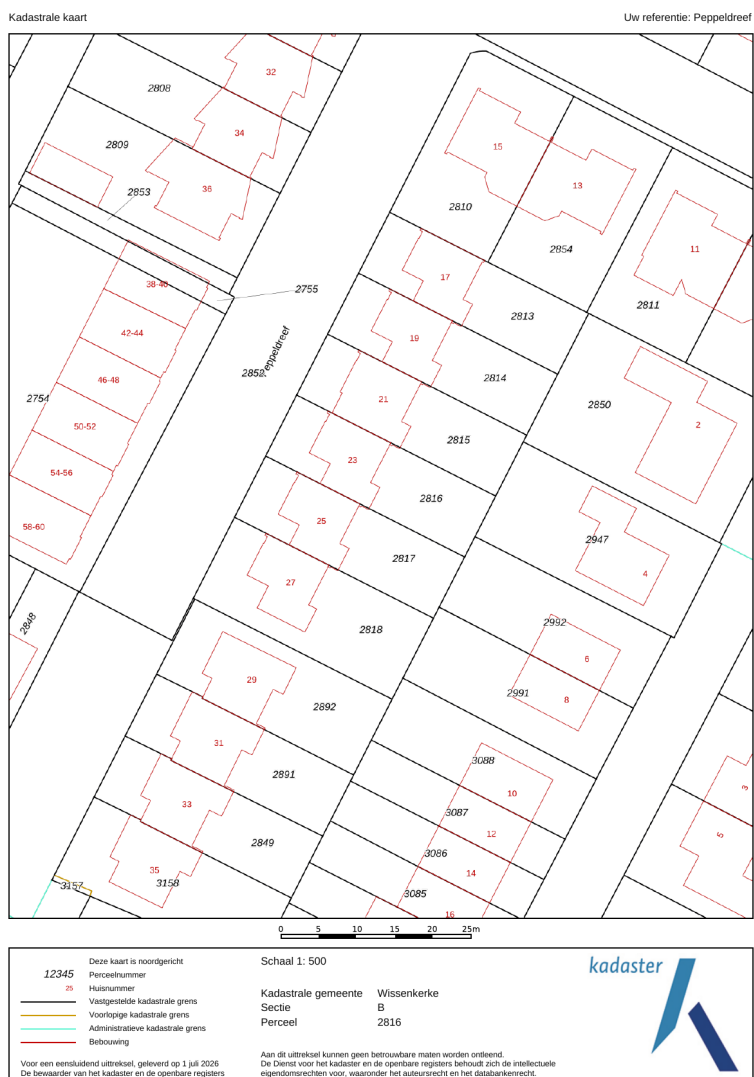 Kadastrale kaart
Uw referentie: Peppeldreef
32
2808
34
2809
15
13
36
2853
2810
2854
11
17
2811
38-40
2755
2813
42-44
19
2852
Peppeldreef
46-48
2814
2754
21
2850
50-52
2
2815
23
54-56
2816
25
58-60
2947
2817
4
27
2848
2992
2818
6
29
2991
8
2892
31
3088
2891
10
3
33
3087
12
5
2849
3086
35
14
3157
3158
3085
16
0 5 10 15 20 25m
Deze kaart is noordgericht
12345 Perceelnummer
25 Huisnummer
Vastgestelde kadastrale grens
Voorlopige kadastrale grens
Administratieve kadastrale grens
Bebouwing
Voor een eensluidend uittreksel, geleverd op 1 juli 2026
De bewaarder van het kadaster en de openbare registers
Schaal 1: 500
Kadastrale gemeente Wissenkerke
Sectie B
Perceel 2816
Aan dit uittreksel kunnen geen betrouwbare maten worden ontleend.
De Dienst voor het kadaster en de openbare registers behoudt zich de intellectuele
eigendomsrechten voor, waaronder het auteursrecht en het databankenrecht.
kadaster